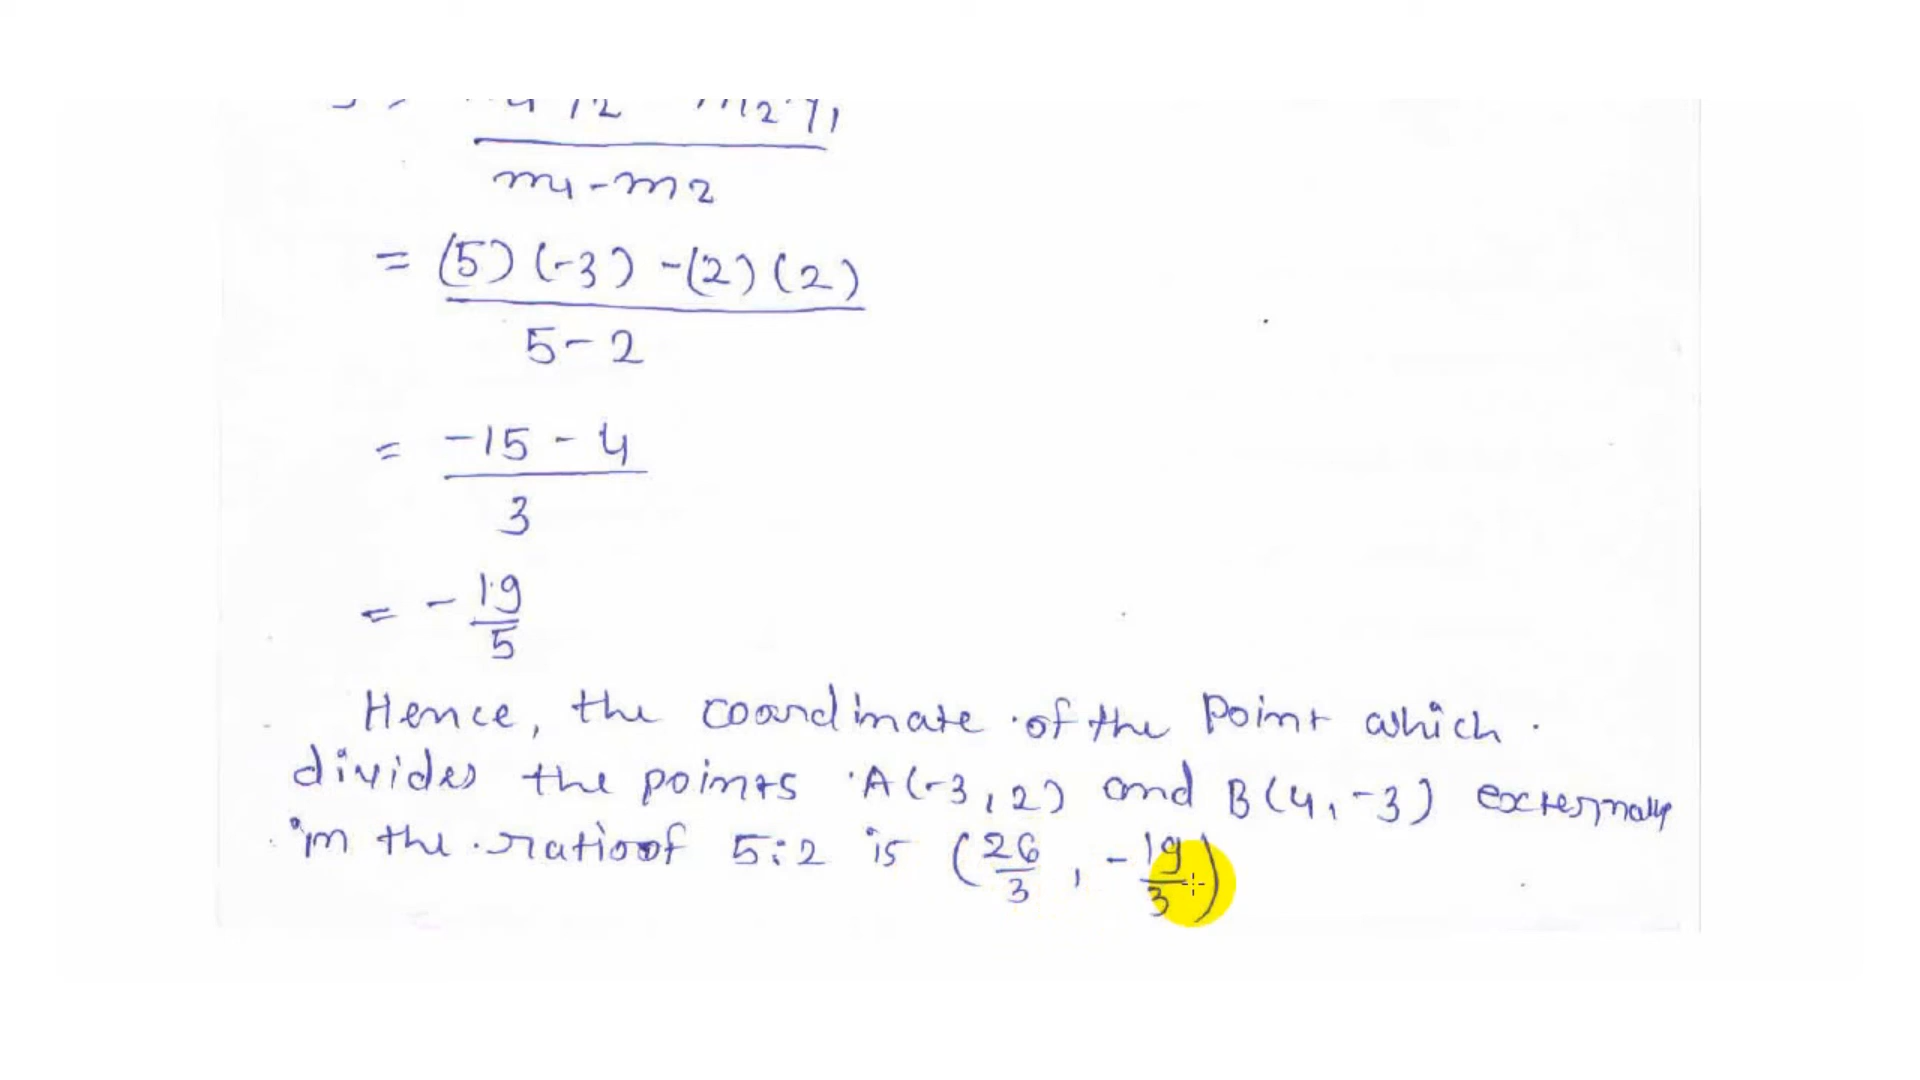 m1-m2
= (5) (-3) -(2) (2)
5-2
= -15 - 4
3
= - 19
5
Hence, the coordinate of the Point which
divides the points A(-3, 2) and B(4, -3) externally
in the ratio of 5:2 is (26/3, -19/3)